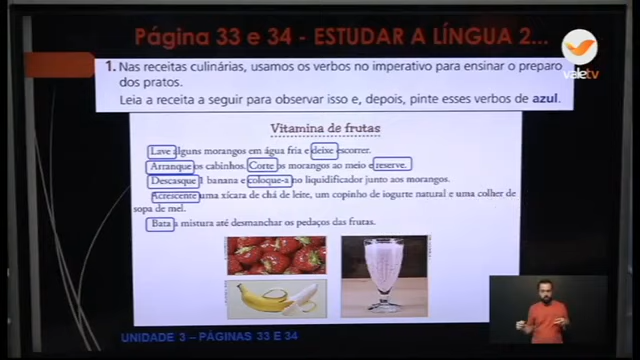 Página 33 e 34 - ESTUDAR A LÍNGUA 2...
valetv
1. Nas receitas culinárias, usamos os verbos no imperativo para ensinar o preparo
dos pratos.
Leia a receita a seguir para observar isso e, depois, pinte esses verbos de azul.
Vitamina de frutas
Lave alguns morangos em água fria e deixe escorrer.
Arranque os cabinhos. Corte os morangos ao meio e reserve.
Descasque 1 banana e coloque-a no liquidificador junto aos morangos.
Acrescente uma xícara de chá de leite, um copinho de iogurte natural e uma colher de
sopa de mel.
Bata a mistura até desmanchar os pedaços das frutas.
UNIDADE 3 – PÁGINAS 33 E 34